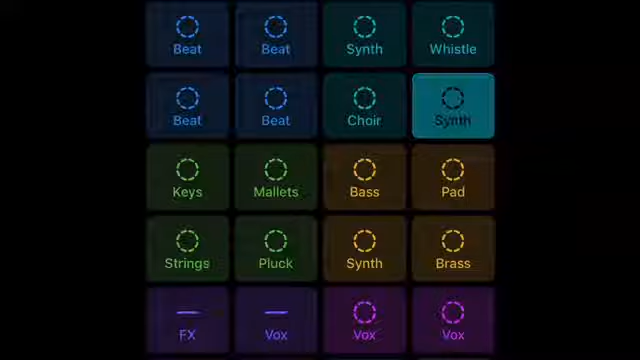 Beat Beat Synth Whistle
Beat Beat Choir Synth
Keys Mallets Bass Pad
Strings Pluck Synth Brass
FX Vox Vox Vox